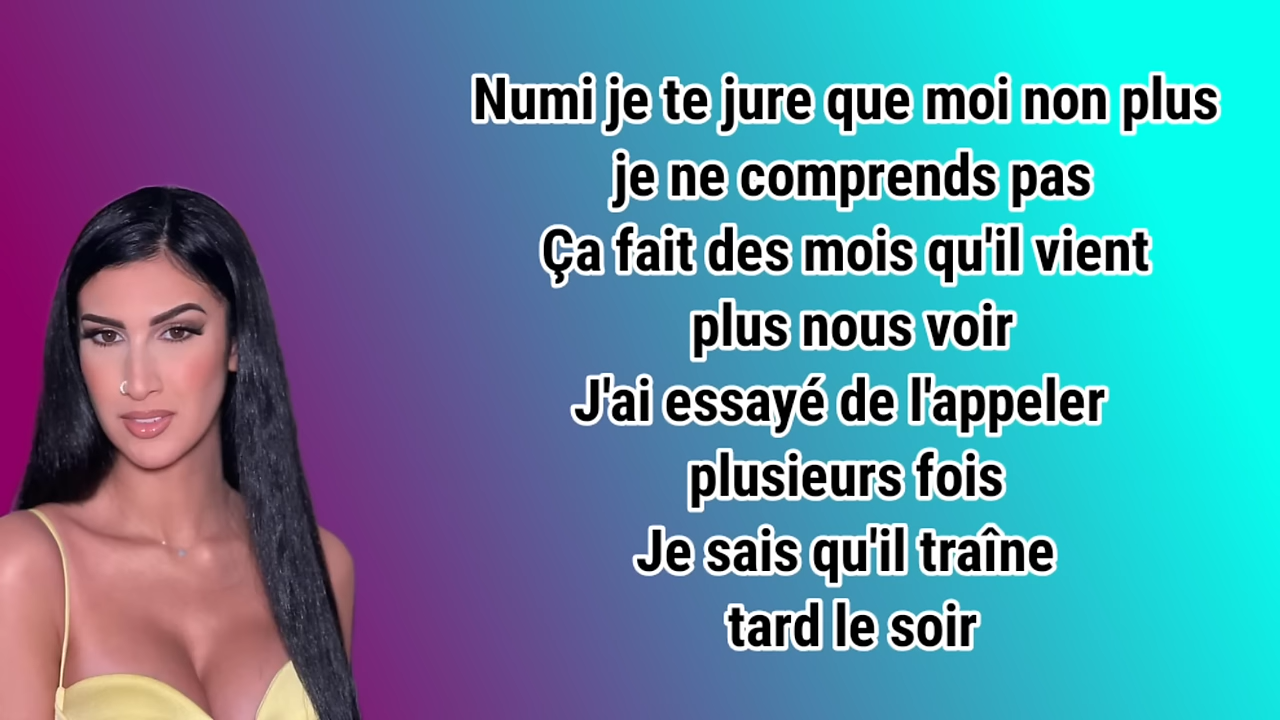 Numi je te jure que moi non plus
je ne comprends pas
Ça fait des mois qu'il vient
plus nous voir
J'ai essayé de l'appeler
plusieurs fois
Je sais qu'il traîne
tard le soir